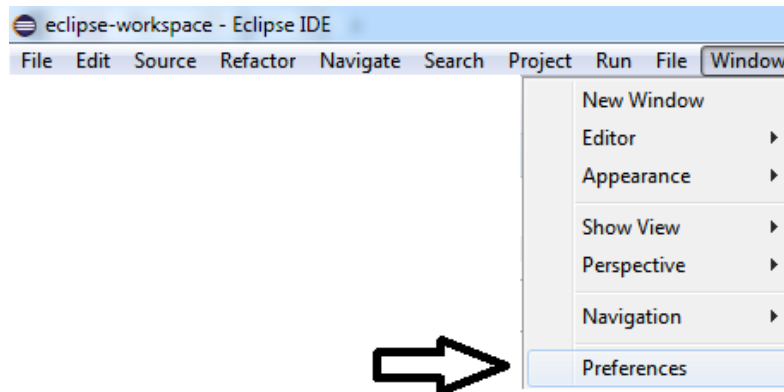 eclipse-workspace - Eclipse IDE
File Edit Source Refactor Navigate Search Project Run File Window
New Window
Editor
Appearance
Show View
Perspective
Navigation
Preferences